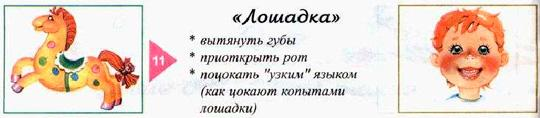 «Лошадка»
* вытянуть губы
* приоткрыть рот
11
* поцокать "узким" языком
(как цокают копытами
лошадки)